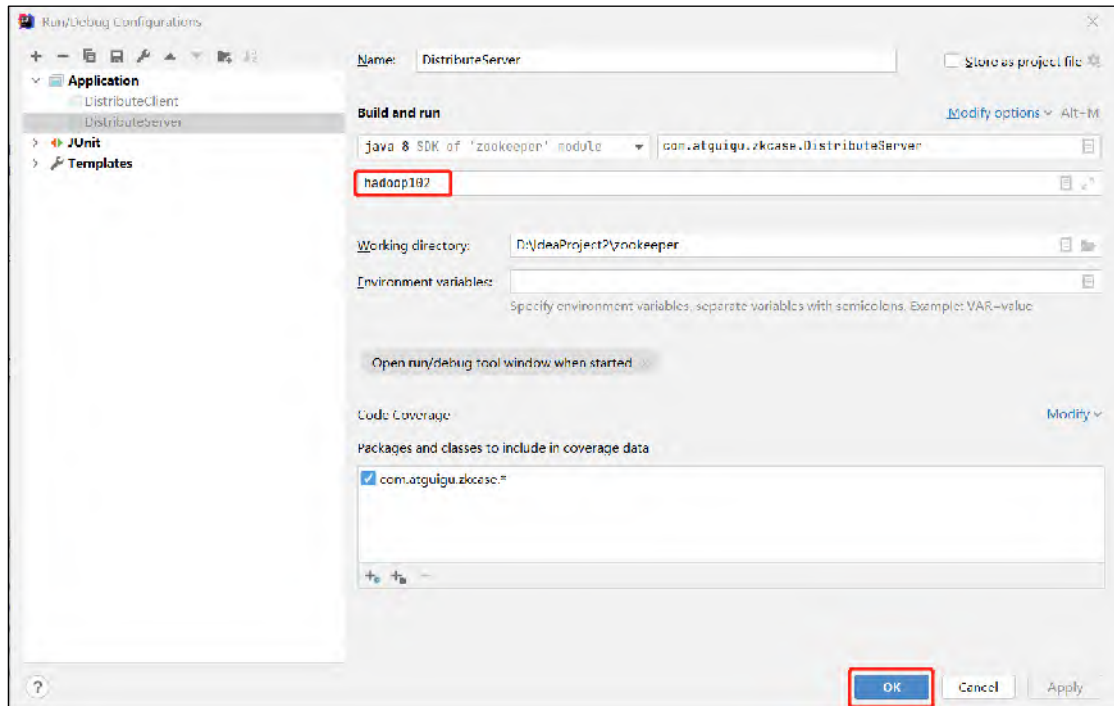 Run/Debug Configurations
Application
DistributeClient
DistributeServer
JUnit
Templates
Name: DistributeServer
Store as project file
Build and run
Modify options Alt+M
java 8 SDK of 'zookeeper' module
com.atguigu.zkcase.DistributeServer
hadoop102
Working directory: D:\IdeaProject2\zookeeper
Environment variables:
Specify environment variables, separate variables with semicolons. Example: VAR=value
Open run/debug tool window when started
Code Coverage
Modify
Packages and classes to include in coverage data
com.atguigu.zkcase.*
?
OK
Cancel
Apply